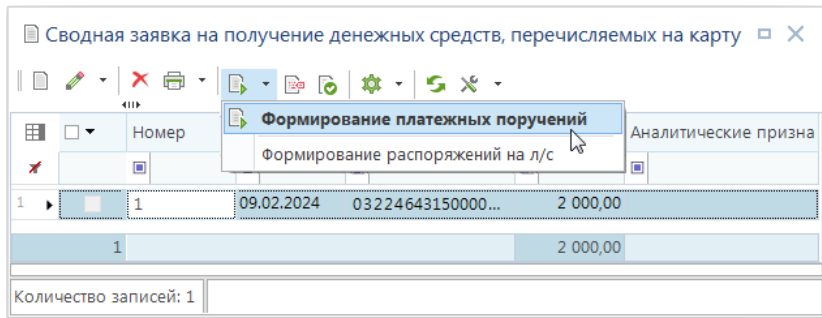 Сводная заявка на получение денежных средств, перечисляемых на карту
Формирование платежных поручений
Номер
Аналитические призна
Формирование распоряжений на л/с
1 1 09.02.2024 03224643150000... 2 000,00
1 2 000,00
Количество записей: 1